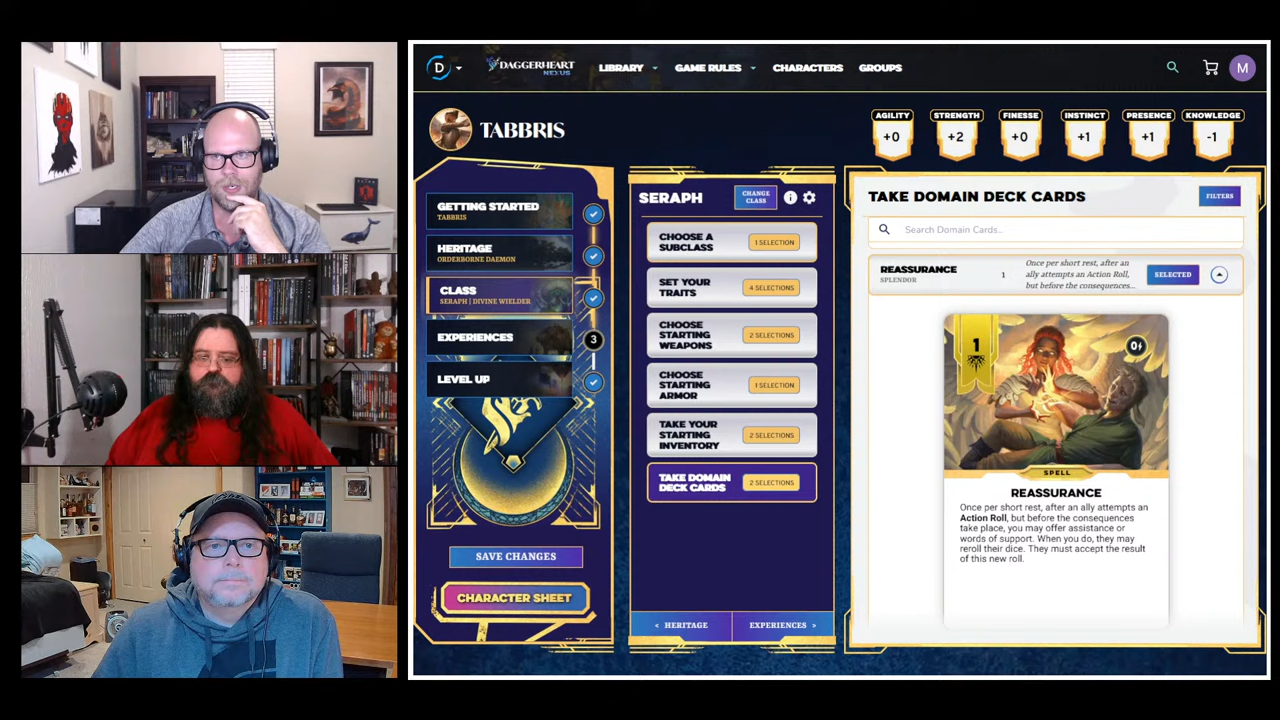 D
DAGGERHEART
NEXUS
LIBRARY
GAME RULES
CHARACTERS
GROUPS
M
TABBRIS
AGILITY
+0
STRENGTH
+2
FINESSE
+0
INSTINCT
+1
PRESENCE
+1
KNOWLEDGE
-1
GETTING STARTED
TABBRIS
HERITAGE
ORDERBORNE DAEMON
CLASS
SERAPH | DIVINE WIELDER
EXPERIENCES
3
LEVEL UP
SAVE CHANGES
CHARACTER SHEET
SERAPH
CHANGE
CLASS
CHOOSE A
SUBCLASS
1 SELECTION
SET YOUR
TRAITS
4 SELECTIONS
CHOOSE
STARTING
WEAPONS
2 SELECTIONS
CHOOSE
STARTING
ARMOR
1 SELECTION
TAKE YOUR
STARTING
INVENTORY
2 SELECTIONS
TAKE DOMAIN
DECK CARDS
2 SELECTIONS
< HERITAGE
EXPERIENCES >
TAKE DOMAIN DECK CARDS
FILTERS
Search Domain Cards...
REASSURANCE
SPLENDOR
1
Once per short rest, after an
ally attempts an Action Roll,
but before the consequences...
SELECTED
1
0
SPELL
REASSURANCE
Once per short rest, after an ally attempts an
Action Roll, but before the consequences
take place, you may offer assistance or
words of support. When you do, they may
reroll their dice. They must accept the result
of this new roll.